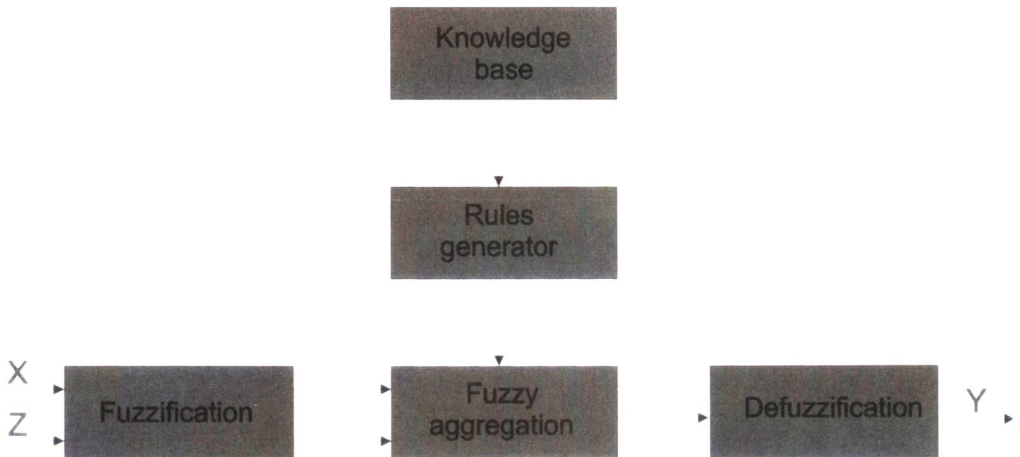 Knowledge
base
Rules
generator
X
Z
Fuzzification
Fuzzy
aggregation
Defuzzification
Y